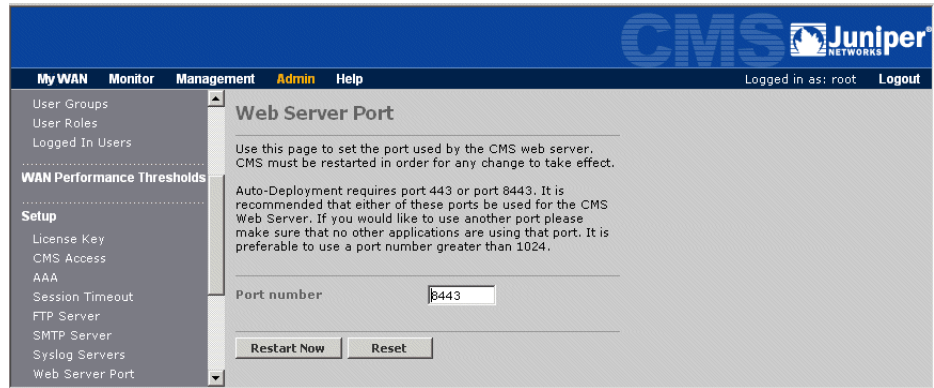 CMS Juniper®
NETWORKS
My WAN Monitor Management Admin Help Logged in as: root Logout
User Groups
User Roles
Logged In Users
WAN Performance Thresholds
Setup
License Key
CMS Access
AAA
Session Timeout
FTP Server
SMTP Server
Syslog Servers
Web Server Port
Web Server Port
Use this page to set the port used by the CMS web server.
CMS must be restarted in order for any change to take effect.
Auto-Deployment requires port 443 or port 8443. It is
recommended that either of these ports be used for the CMS
Web Server. If you would like to use another port please
make sure that no other applications are using that port. It is
preferable to use a port number greater than 1024.
Port number 8443
Restart Now Reset